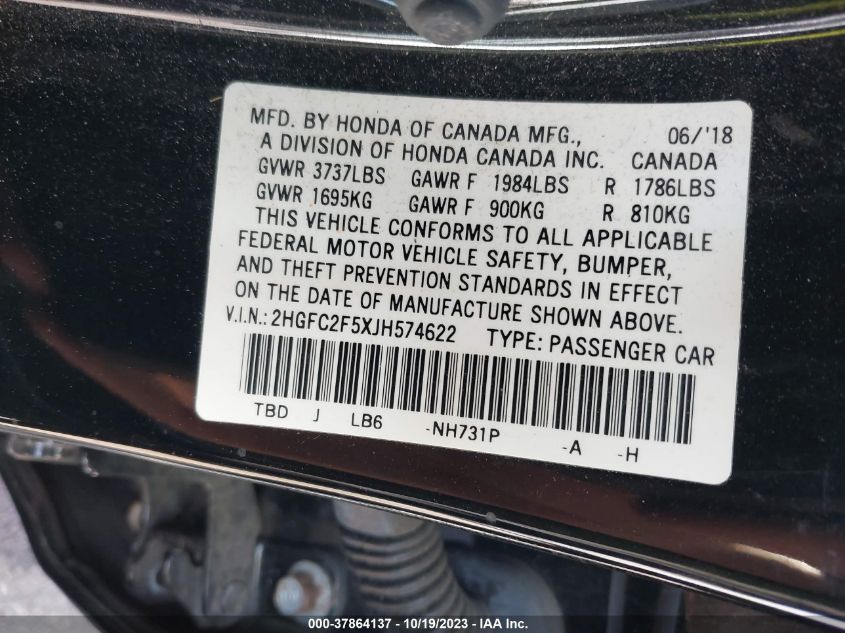 MFD. BY HONDA OF CANADA MFG., 06/'18
A DIVISION OF HONDA CANADA INC. CANADA
GVWR 3737LBS GAWR F 1984LBS R 1786LBS
GVWR 1695KG GAWR F 900KG R 810KG
THIS VEHICLE CONFORMS TO ALL APPLICABLE
FEDERAL MOTOR VEHICLE SAFETY, BUMPER,
AND THEFT PREVENTION STANDARDS IN EFFECT
ON THE DATE OF MANUFACTURE SHOWN ABOVE.
V.I.N.: 2HGFC2F5XJH574622 TYPE: PASSENGER CAR
TBD J LB6 -NH731P -A -H
000-37864137 - 10/19/2023 - IAA Inc.